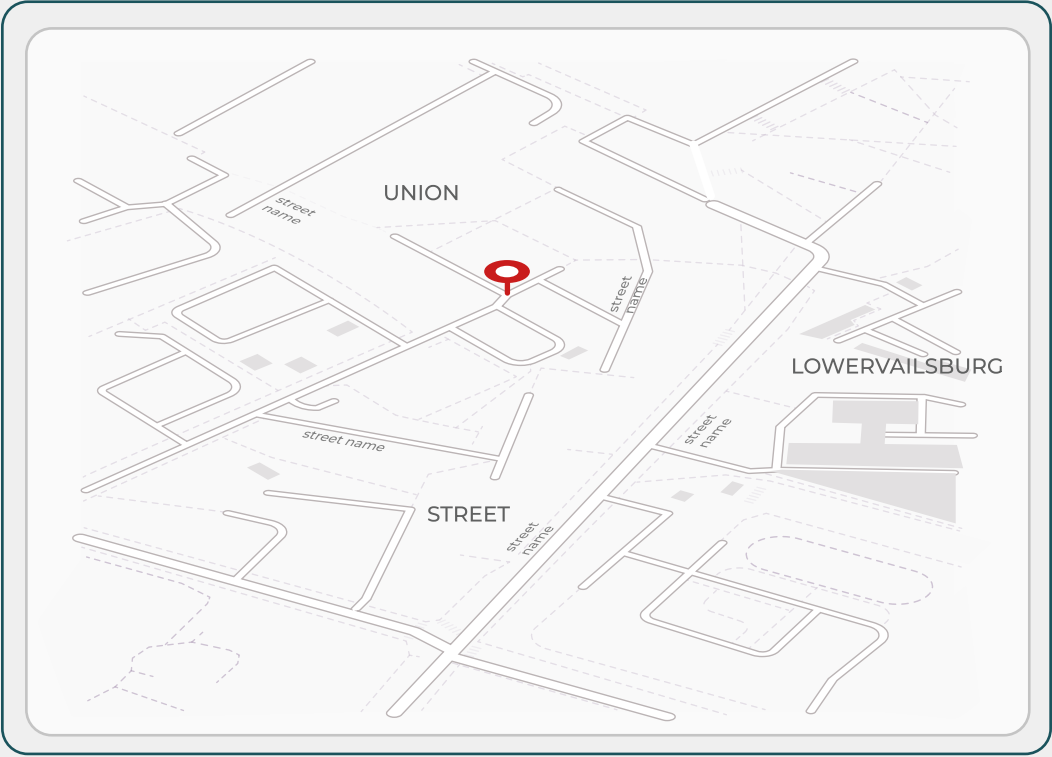 UNION
street
name
street
name
LOWERVAILSBURG
street
name
street name
STREET
street
name